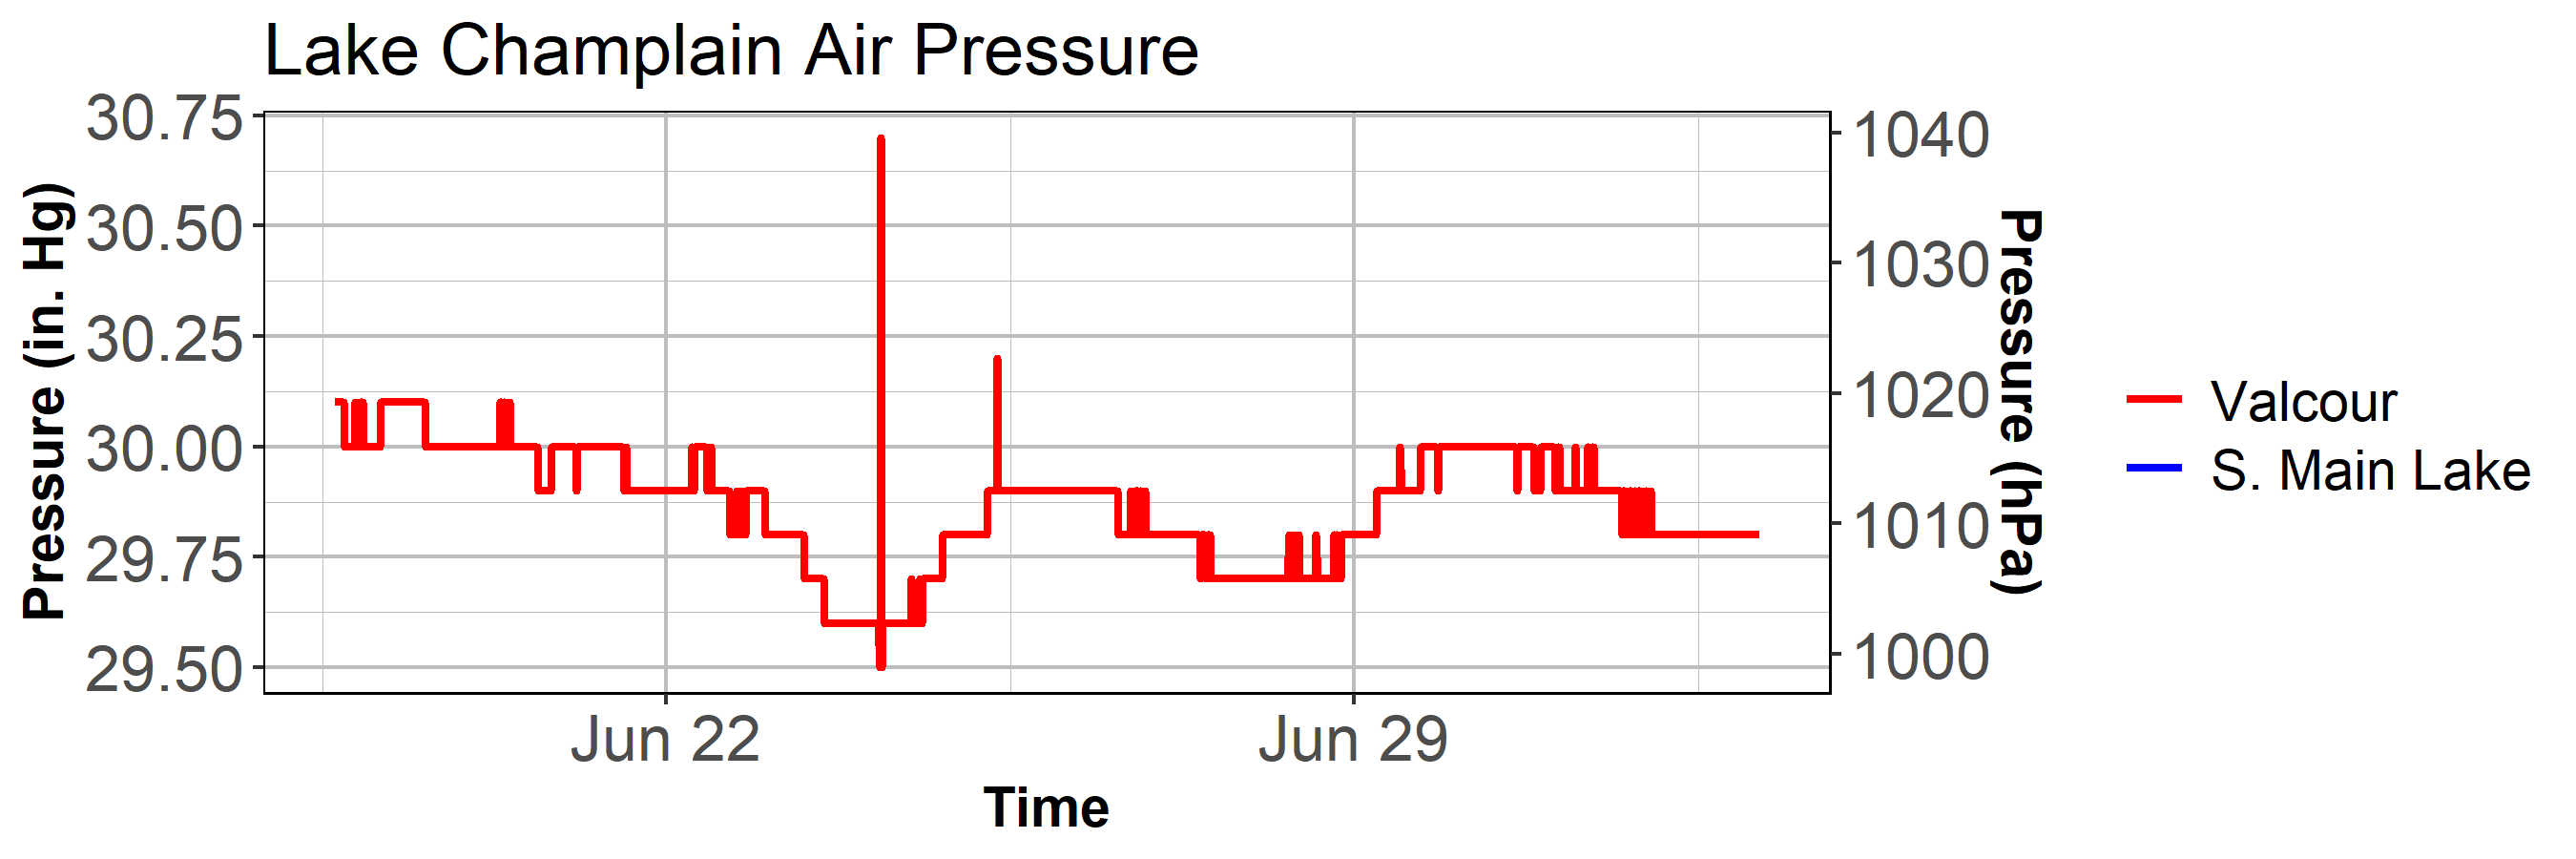 Lake Champlain Air Pressure
Pressure (in. Hg)
30.75
30.50
30.25
30.00
29.75
29.50
1040
1030
1020
1010
1000
Pressure (hPa)
Jun 22
Jun 29
Time
Valcour
S. Main Lake